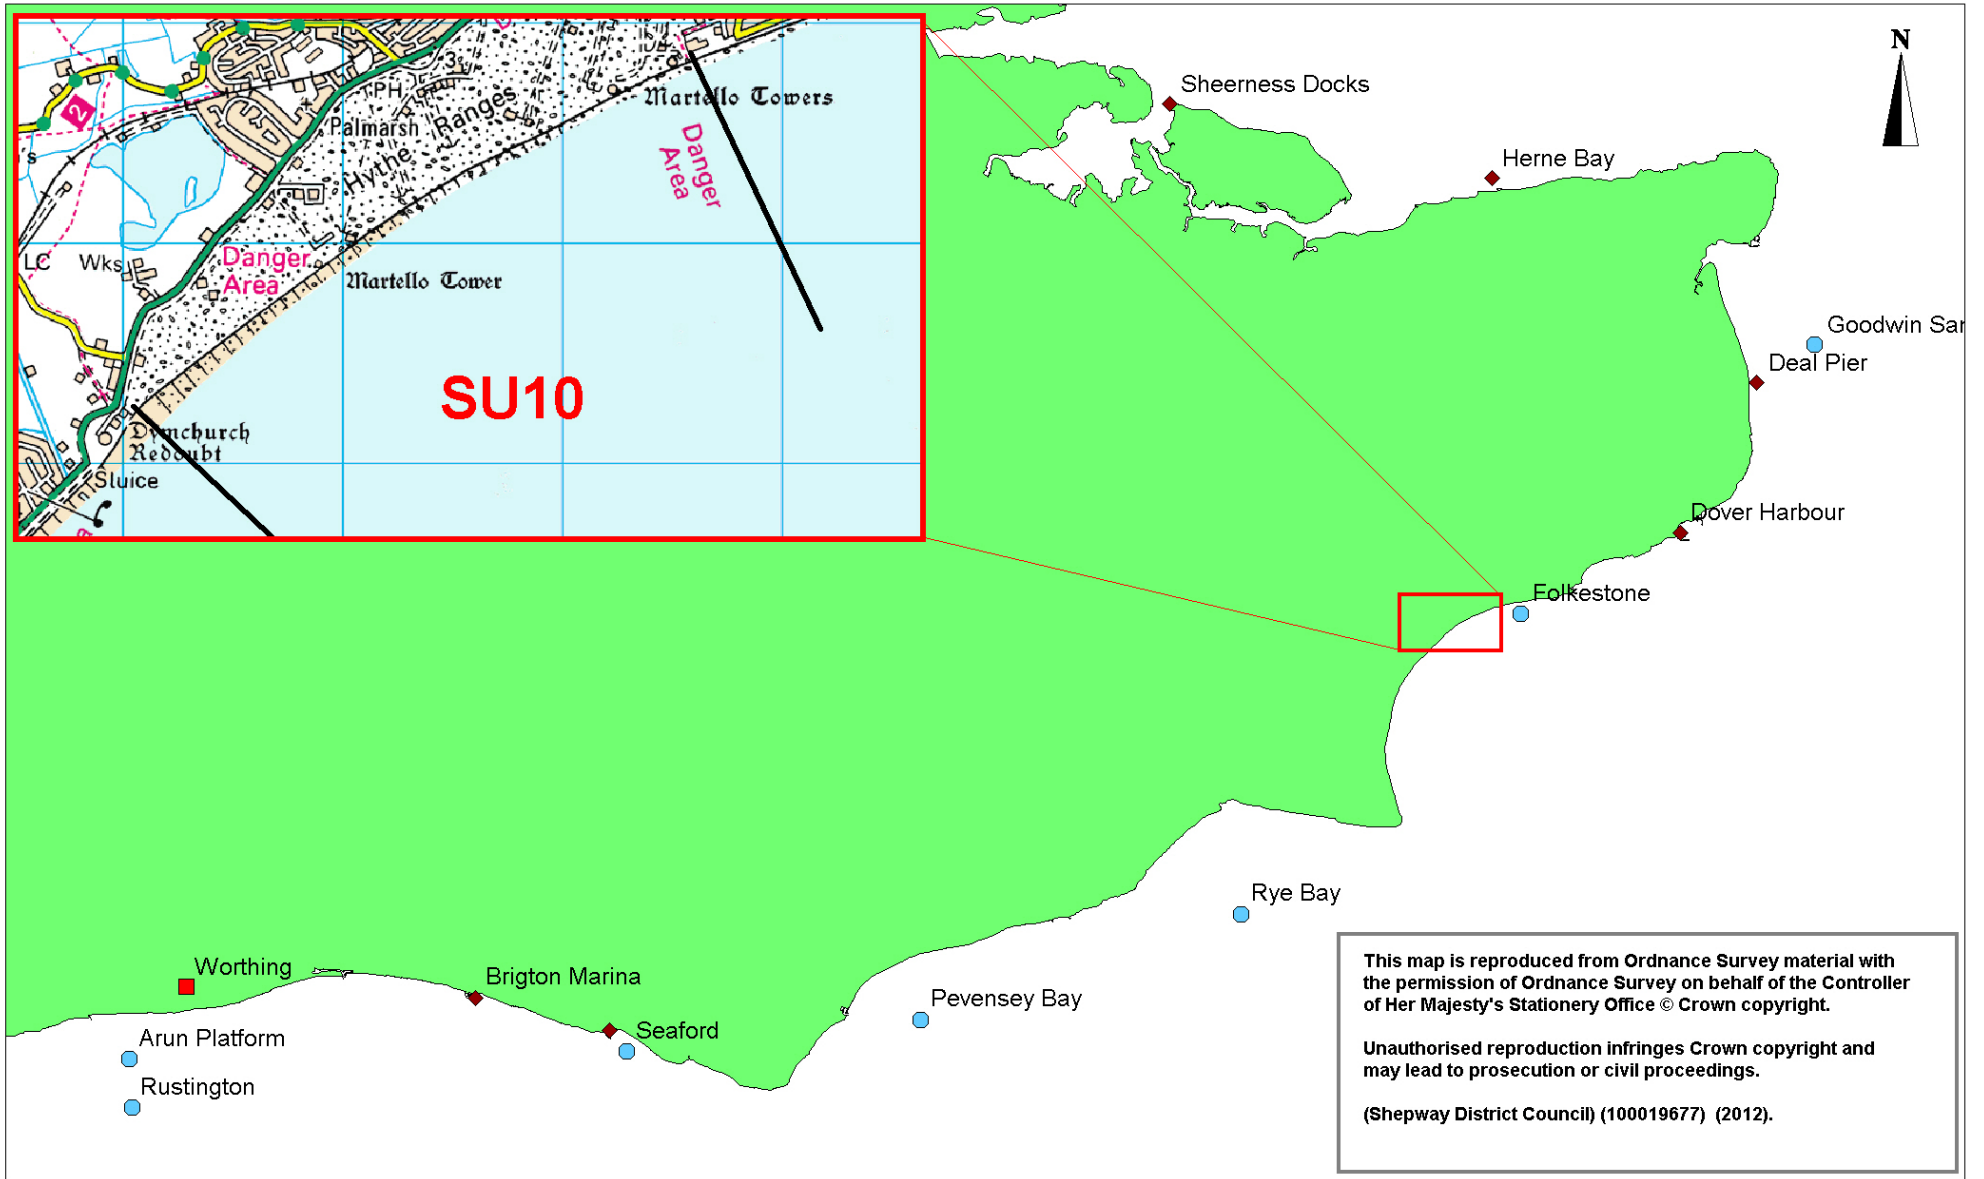 N
Sheerness Docks
Herne Bay
Goodwin Sar
Deal Pier
Dover Harbour
Folkestone
Rye Bay
Pevensey Bay
Seaford
Brigton Marina
Worthing
Arun Platform
Rustington
2
s
PH
3
Palmarsh
Hythe Ranges
Martello Towers
Danger
Area
LC
Wks
Danger
Area
Martello Tower
SU10
Dymchurch
Redoubt
Sluice
This map is reproduced from Ordnance Survey material with
the permission of Ordnance Survey on behalf of the Controller
of Her Majesty's Stationery Office © Crown copyright.
Unauthorised reproduction infringes Crown copyright and
may lead to prosecution or civil proceedings.
(Shepway District Council) (100019677) (2012).